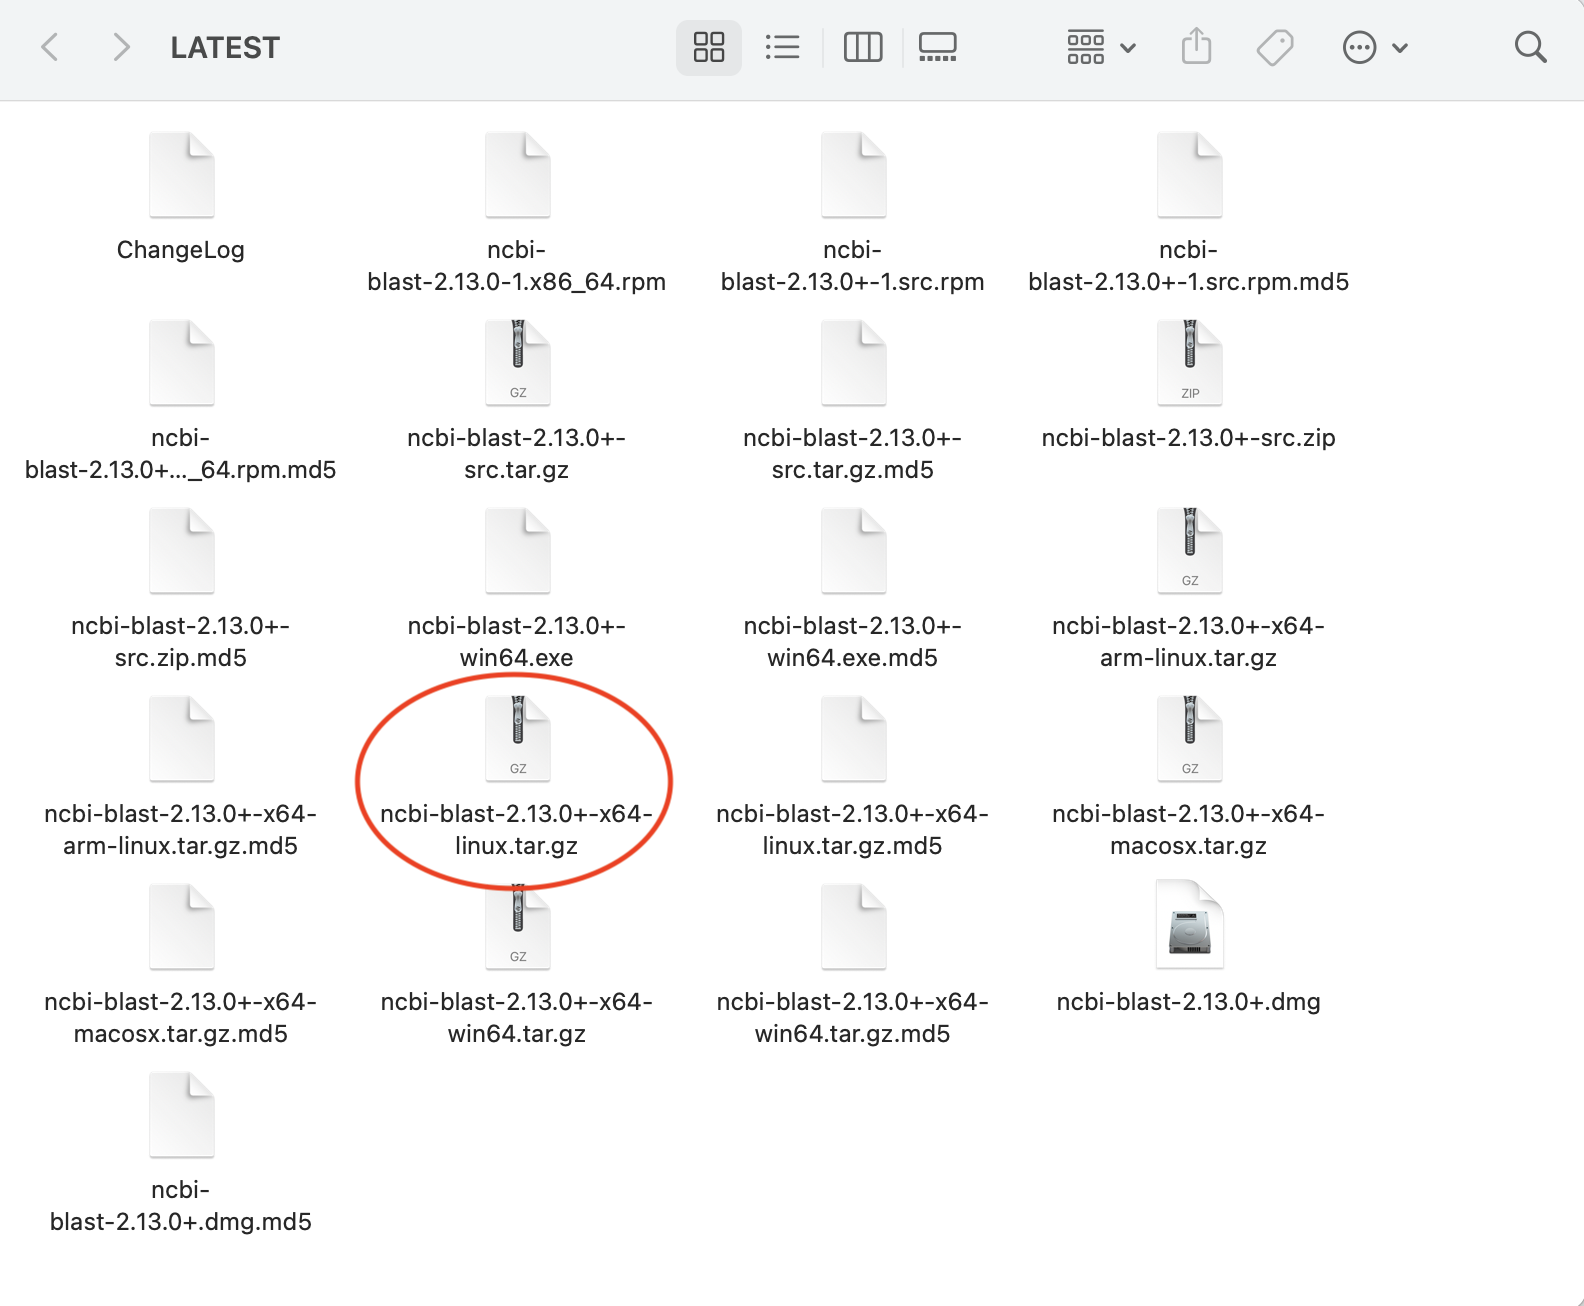 LATEST
ChangeLog
ncbi-
blast-2.13.0-1.x86_64.rpm
ncbi-
blast-2.13.0+-1.src.rpm
ncbi-
blast-2.13.0+-1.src.rpm.md5
ncbi-
blast-2.13.0+..._64.rpm.md5
GZ
ncbi-blast-2.13.0+-
src.tar.gz
ncbi-blast-2.13.0+-
src.tar.gz.md5
ZIP
ncbi-blast-2.13.0+-src.zip
ncbi-blast-2.13.0+-
src.zip.md5
ncbi-blast-2.13.0+-
win64.exe
ncbi-blast-2.13.0+-
win64.exe.md5
GZ
ncbi-blast-2.13.0+-x64-
arm-linux.tar.gz
ncbi-blast-2.13.0+-x64-
arm-linux.tar.gz.md5
GZ
ncbi-blast-2.13.0+-x64-
linux.tar.gz
ncbi-blast-2.13.0+-x64-
linux.tar.gz.md5
GZ
ncbi-blast-2.13.0+-x64-
macosx.tar.gz
ncbi-blast-2.13.0+-x64-
macosx.tar.gz.md5
GZ
ncbi-blast-2.13.0+-x64-
win64.tar.gz
ncbi-blast-2.13.0+-x64-
win64.tar.gz.md5
ncbi-blast-2.13.0+.dmg
ncbi-
blast-2.13.0+.dmg.md5